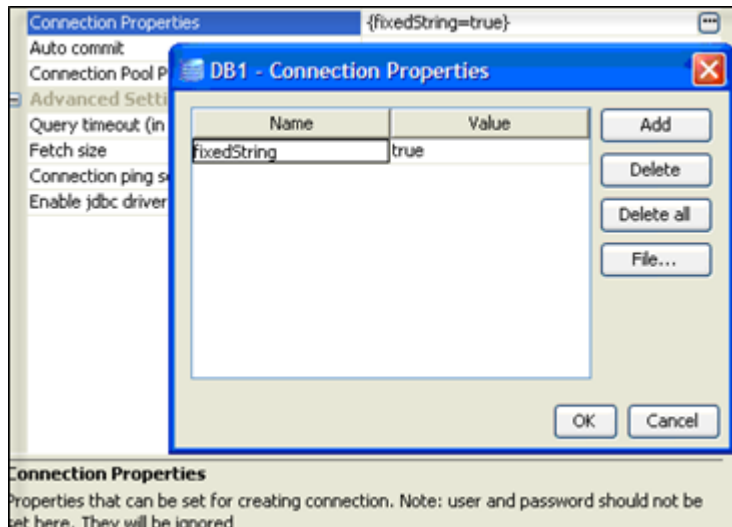 Connection Properties {fixedString=true}
Auto commit
Connection Pool P
DB1 - Connection Properties
Advanced Setti
Query timeout (in
Name Value Add
Fetch size
fixedString true
Connection ping s
Delete
Enable jdbc driver
Delete all
File...
OK Cancel
Connection Properties
Properties that can be set for creating connection. Note: user and password should not be
set here. They will be ignored